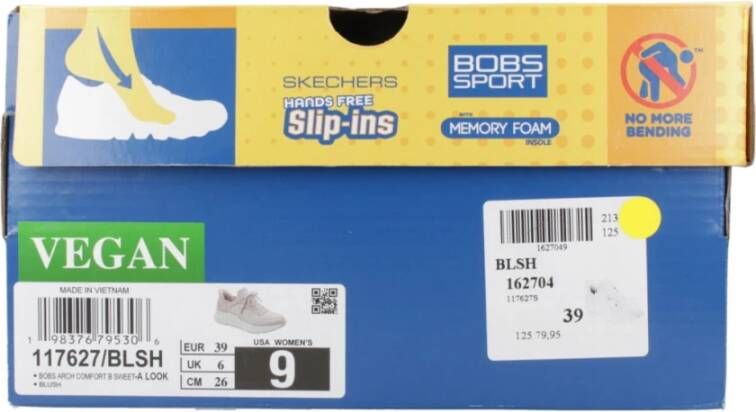 SKECHERS
HANDS FREE
Slip-ins
BOBS
SPORT
WITH
MEMORY FOAM
INSOLE
TM
NO MORE
BENDING
VEGAN
MADE IN VIETNAM
1 98376 79530 6
117627/BLSH
• BOBS ARCH COMFORT B SWEET-A LOOK
• BLUSH
EUR 39
UK 6
CM 26
USA WOMEN'S
9
213
125
1627049
BLSH
162704
117627S
39
125 79,95